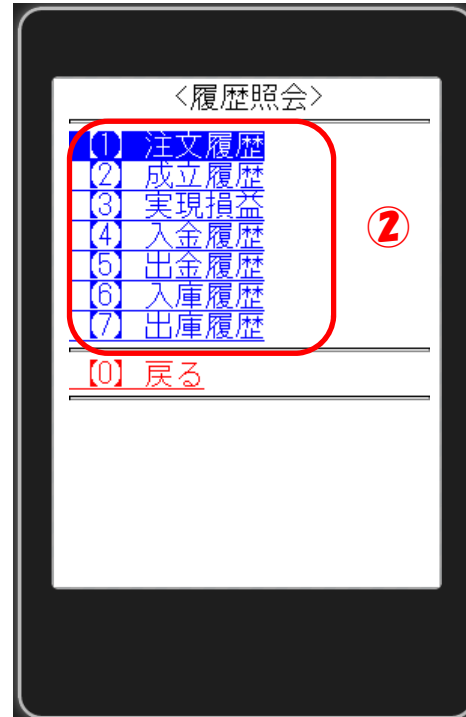 <履歴照会>
【1】 注文履歴
【2】 成立履歴
【3】 実現損益
【4】 入金履歴
【5】 出金履歴
【6】 入庫履歴
【7】 出庫履歴
②
【0】 戻る